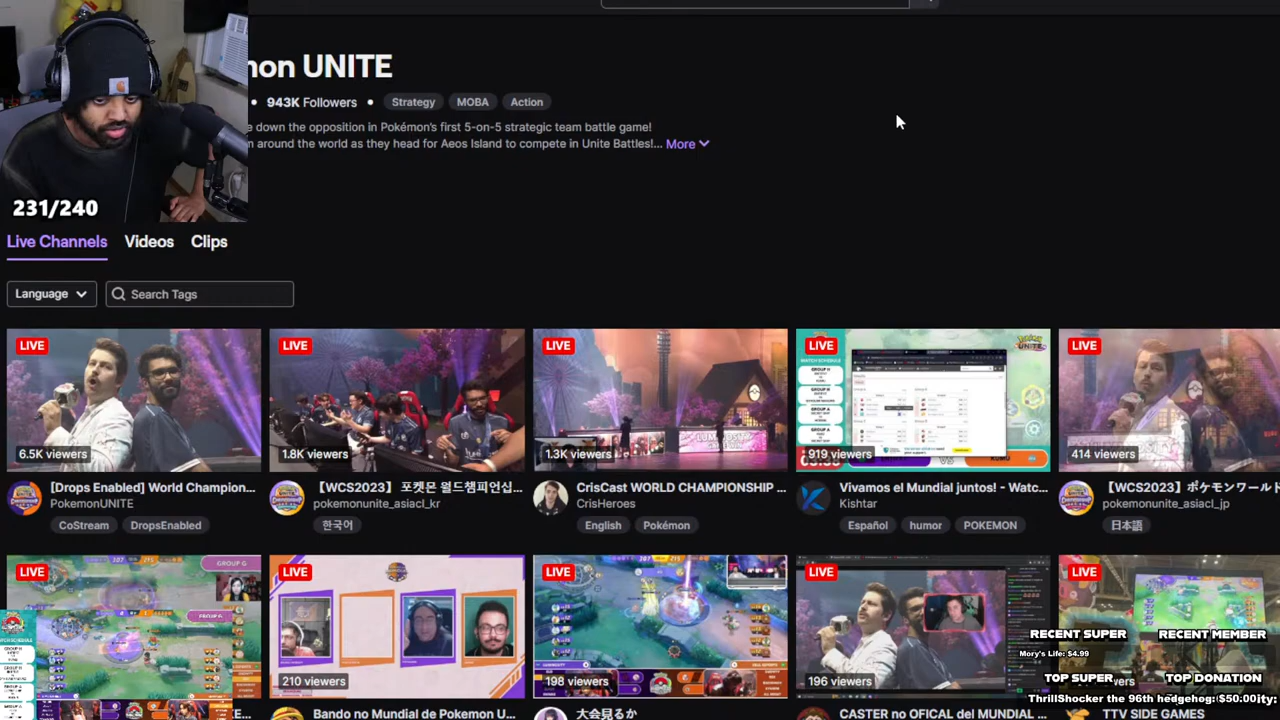 non UNITE
• 943K Followers • Strategy MOBA Action
e down the opposition in Pokémon's first 5-on-5 strategic team battle game!
n around the world as they head for Aeos Island to compete in Unite Battles!... More
231/240
Live Channels Videos Clips
Language Search Tags
LIVE LIVE LIVE LIVE LIVE
6.5K viewers 1.8K viewers 1.3K viewers 919 viewers 414 viewers
[Drops Enabled] World Champion...
PokemonUNITE
CoStream DropsEnabled
【WCS2023】 포켓몬 월드챔피언십...
pokemonunite_asiacl_kr
한국어
CrisCast WORLD CHAMPIONSHIP ...
CrisHeroes
English Pokémon
Vivamos el Mundial juntos! - Watc...
Kishtar
Español humor POKEMON
【WCS2023】ポケモンワールド
pokemonunite_asiacl_jp
日本語
LIVE LIVE LIVE LIVE LIVE
GROUP G
210 viewers 198 viewers 196 viewers
RECENT SUPER RECENT MEMBER
Mory's Life: $4.99
TOP SUPER TOP DONATION
ThrillShocker the 96th hedgehog: $50.00
Bando no Mundial de Pokemon U...
大会見るか
CASTER no OFICAL del MUNDIAL ...
TTV SIDE GAMES